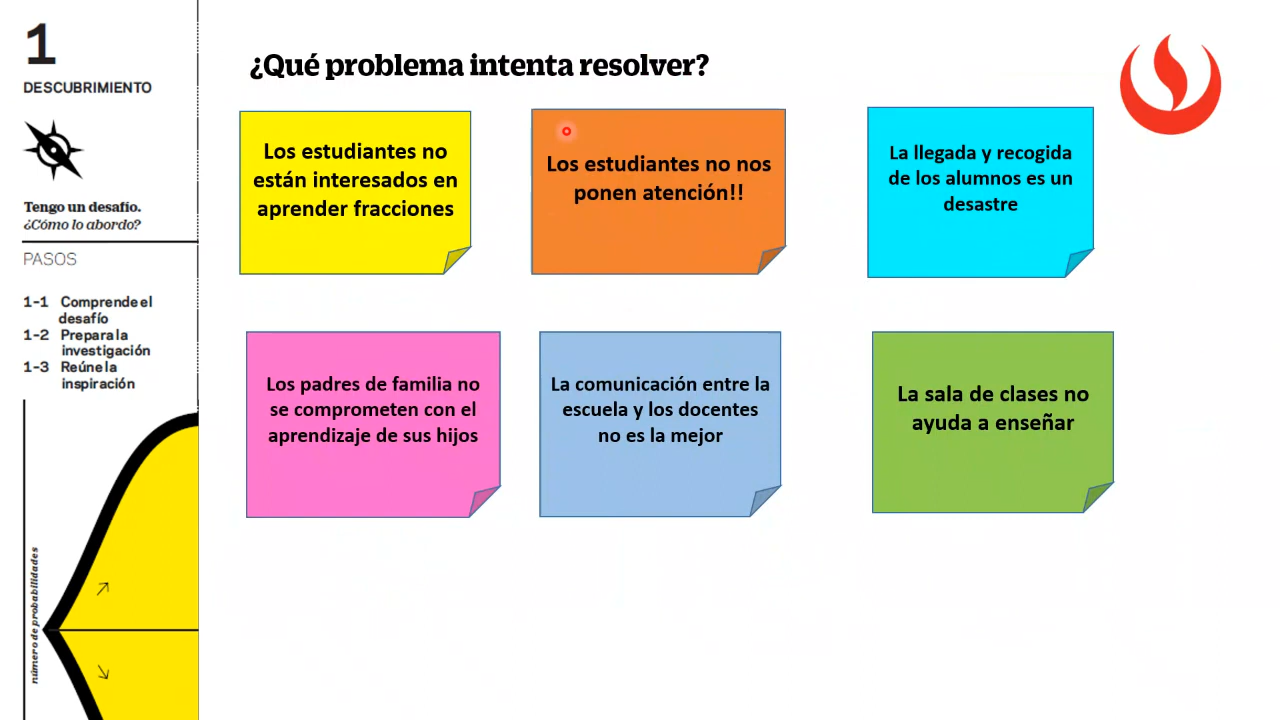 1
DESCUBRIMIENTO
Tengo un desafío.
¿Cómo lo abordo?
PASOS
1-1 Comprende el
desafío
1-2 Prepara la
investigación
1-3 Reúne la
inspiración
número de probabilidades
¿Qué problema intenta resolver?
Los estudiantes no
están interesados en
aprender fracciones
Los estudiantes no nos
ponen atención!!
La llegada y recogida
de los alumnos es un
desastre
Los padres de familia no
se comprometen con el
aprendizaje de sus hijos
La comunicación entre la
escuela y los docentes
no es la mejor
La sala de clases no
ayuda a enseñar